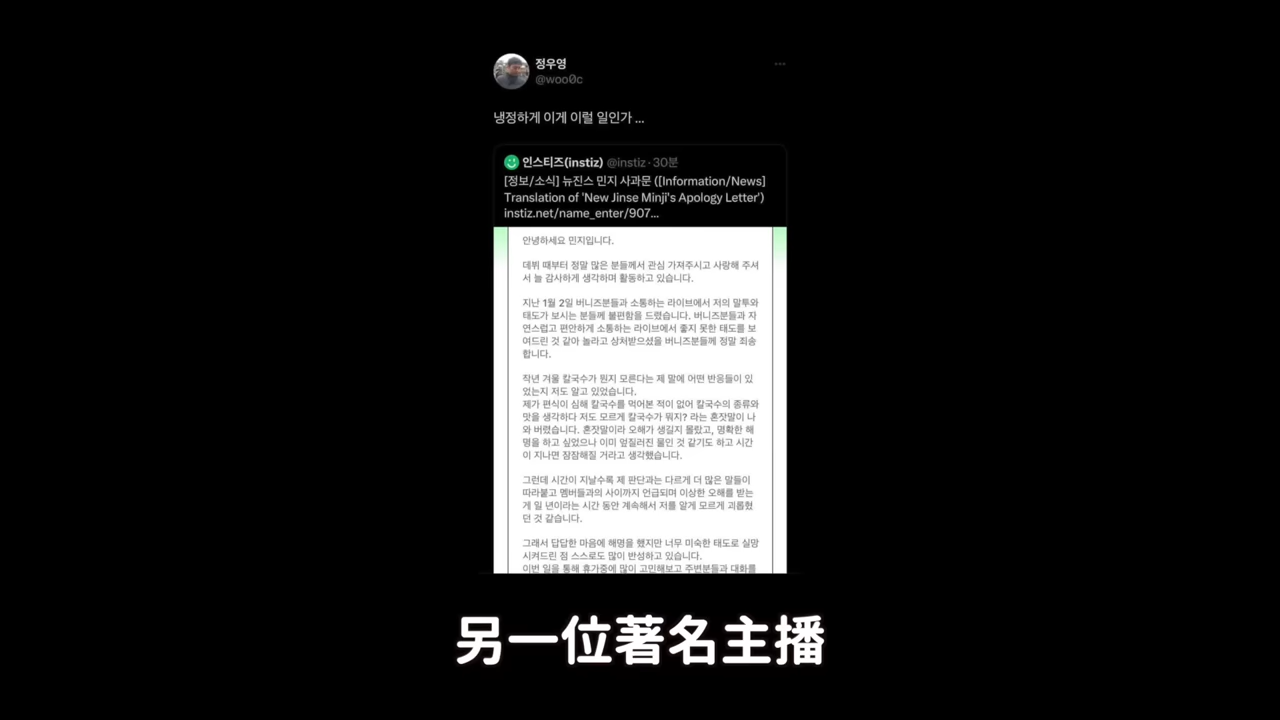 정우영
@woo0c
냉정하게 이게 이럴 일인가 ...
인스티즈(instiz) @instiz · 30분
[정보/소식] 뉴진스 민지 사과문 ([Information/News]
Translation of 'New Jinse Minji's Apology Letter')
instiz.net/name_enter/907...
안녕하세요 민지입니다.
데뷔 때부터 정말 많은 분들께서 관심 가져주시고 사랑해 주셔
서 늘 감사하게 생각하며 활동하고 있습니다.
지난 1월 2일 버니즈분들과 소통하는 라이브에서 저의 말투와
태도가 보시는 분들께 불편함을 드렸습니다. 버니즈분들과 자
연스럽고 편안하게 소통하는 라이브에서 좋지 못한 태도를 보
여드린 것 같아 놀라고 상처받으셨을 버니즈분들께 정말 죄송
합니다.
작년 겨울 칼국수가 뭔지 모른다는 제 말에 어떤 반응들이 있
었는지 저도 알고 있었습니다.
제가 편식이 심해 칼국수를 먹어본 적이 없어 칼국수의 종류와
맛을 생각하다 저도 모르게 칼국수가 뭐지? 라는 혼잣말이 나
와 버렸습니다. 혼잣말이라 오해가 생길지 몰랐고, 명확한 해
명을 하고 싶었으나 이미 엎질러진 물인 것 같기도 하고 시간
이 지나면 잠잠해질 거라고 생각했습니다.
그런데 시간이 지날수록 제 판단과는 다르게 더 많은 말들이
따라붙고 멤버들과의 사이까지 언급되며 이상한 오해를 받는
게 일 년이라는 시간 동안 계속해서 저를 알게 모르게 괴롭혔
던 것 같습니다.
그래서 답답한 마음에 해명을 했지만 너무 미숙한 태도로 실망
시켜드린 점 스스로도 많이 반성하고 있습니다.
이번 일을 통해 휴가중에 많이 고민해보고 주변분들과 대화를
另一位著名主播